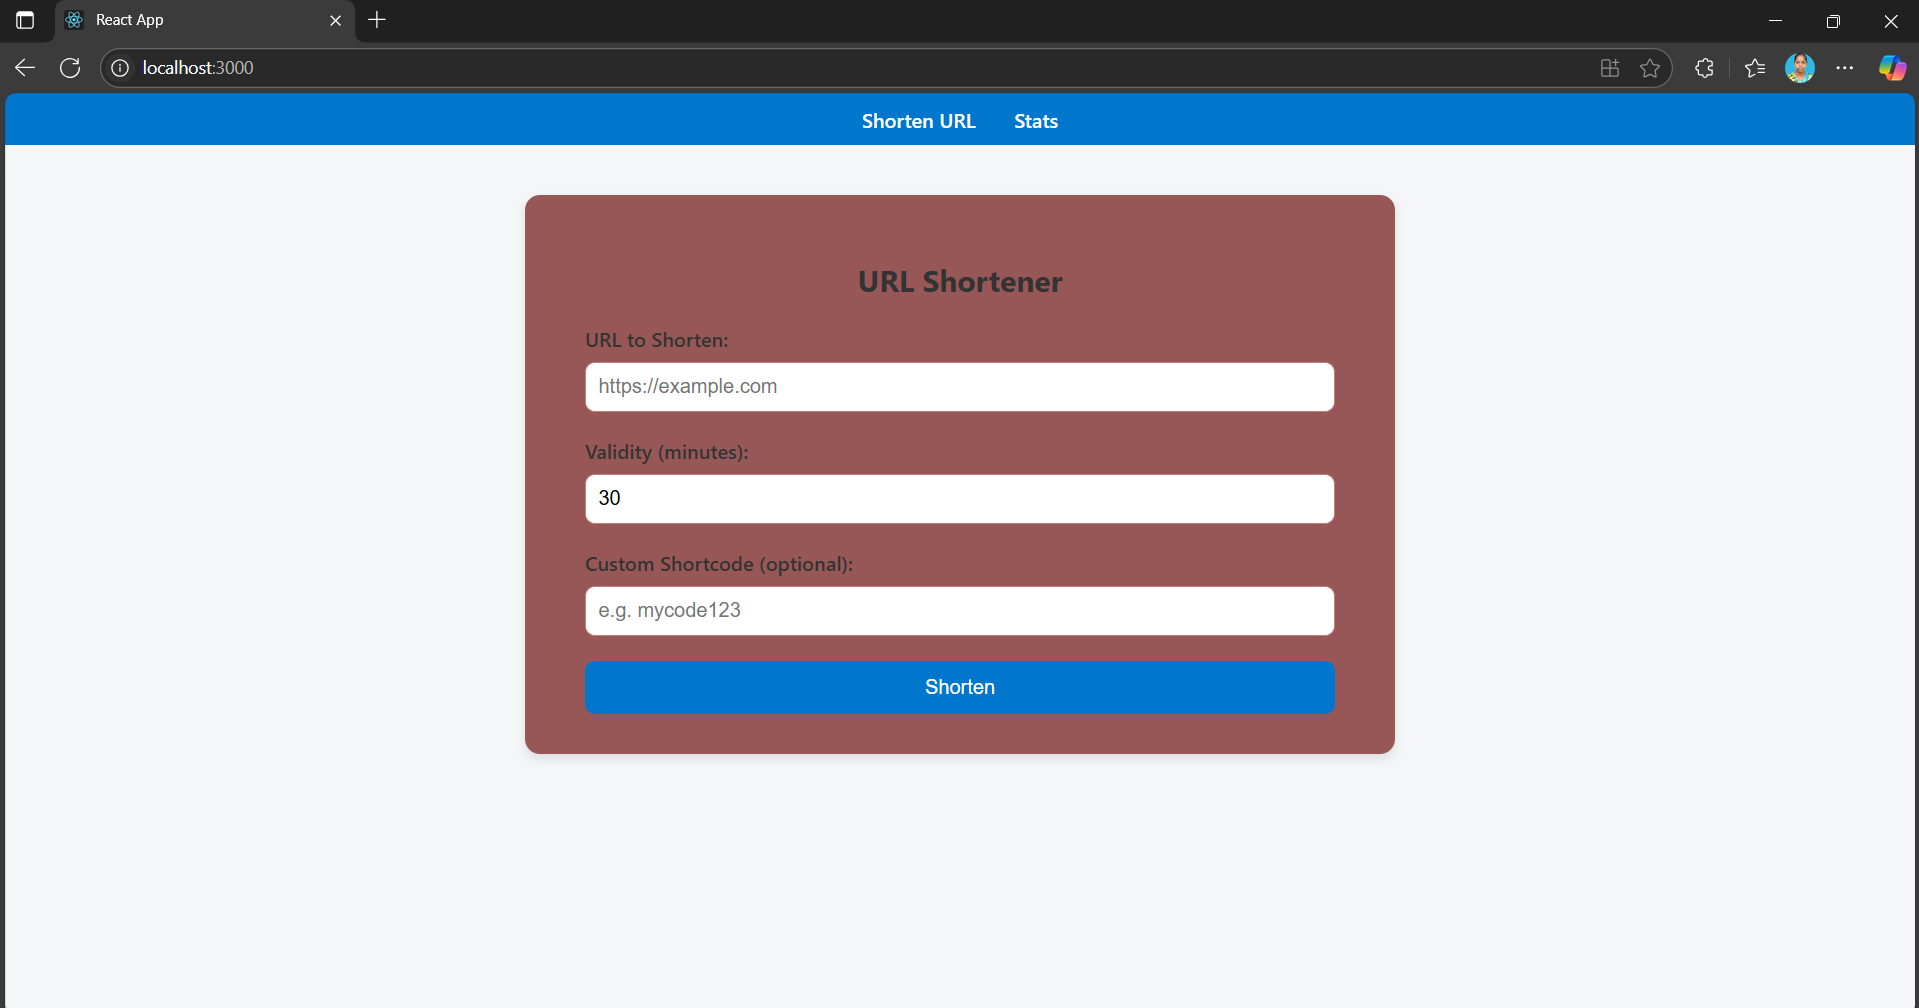 React App
localhost:3000
Shorten URL Stats
URL Shortener
URL to Shorten:
https://example.com
Validity (minutes):
30
Custom Shortcode (optional):
e.g. mycode123
Shorten